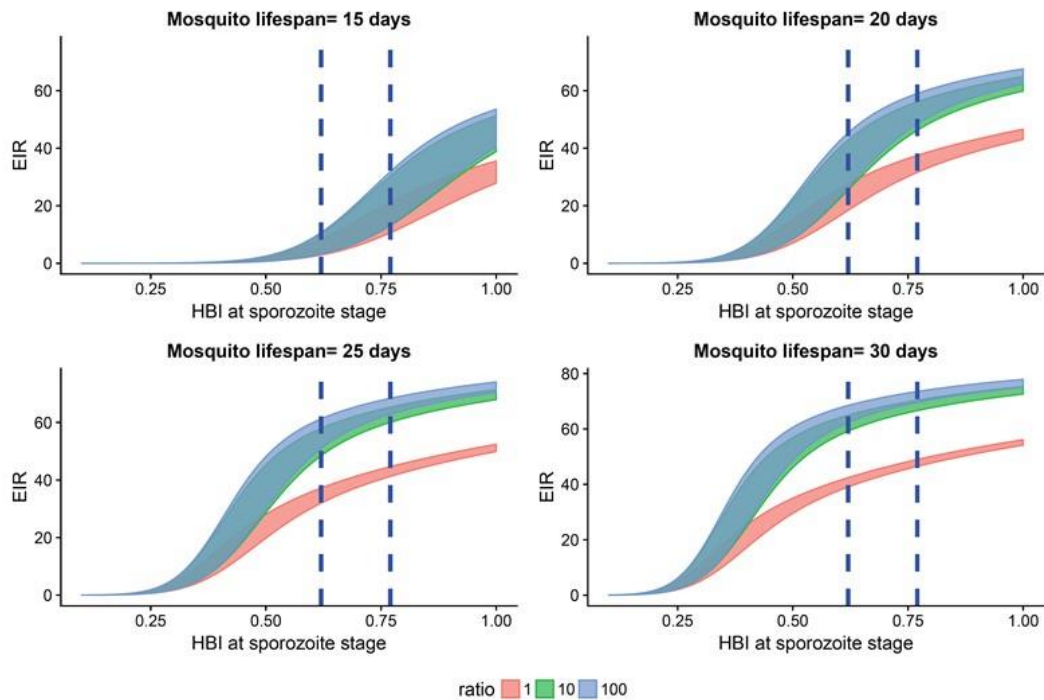 Mosquito lifespan= 15 days
60
40
20
0
EIR
0.25 0.50 0.75 1.00
HBI at sporozoite stage
Mosquito lifespan= 20 days
60
40
20
0
EIR
0.25 0.50 0.75 1.00
HBI at sporozoite stage
Mosquito lifespan= 25 days
60
40
20
0
EIR
0.25 0.50 0.75 1.00
HBI at sporozoite stage
Mosquito lifespan= 30 days
80
60
40
20
0
EIR
0.25 0.50 0.75 1.00
HBI at sporozoite stage
ratio 1 10 100